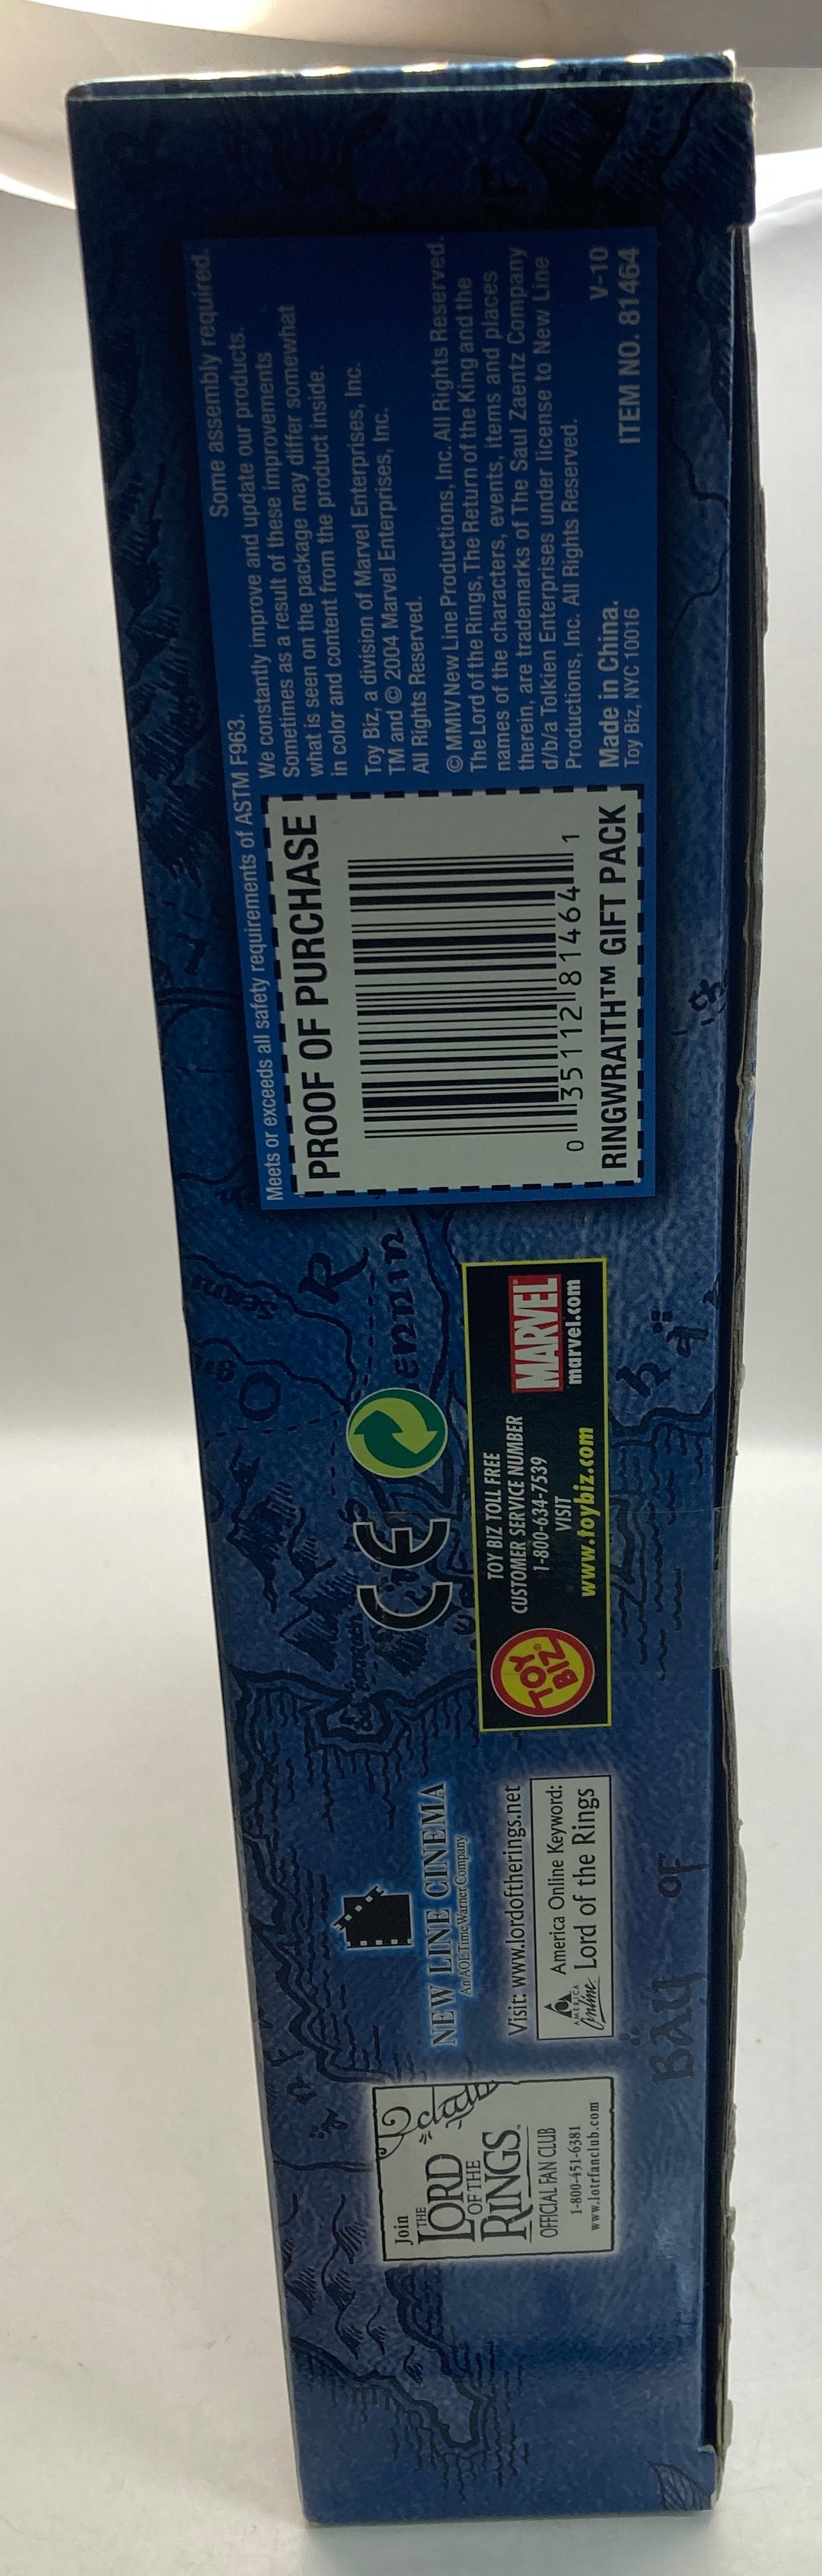 Join
THE
LORD
OF THE
RINGS™
OFFICIAL FAN CLUB
1-800-451-6381
www.lotrfanclub.com
NEW LINE CINEMA
An AOL Time Warner Company
Visit: www.lordoftherings.net
AMERICA
Online
America Online Keyword:
Lord of the Rings
BAY OF
CE
TOY
BIZ
TOY BIZ TOLL FREE
CUSTOMER SERVICE NUMBER
1-800-634-7539
VISIT
www.toybiz.com
MARVEL
marvel.com
R
ennin
Meets or exceeds all safety requirements of ASTM F963.
Some assembly required.
PROOF OF PURCHASE
0 35112 81464 1
RINGWRAITH™ GIFT PACK
We constantly improve and update our products.
Sometimes as a result of these improvements
what is seen on the package may differ somewhat
in color and content from the product inside.
Toy Biz, a division of Marvel Enterprises, Inc.
TM and © 2004 Marvel Enterprises, Inc.
All Rights Reserved.
© MMIV New Line Productions, Inc. All Rights Reserved.
The Lord of the Rings, The Return of the King and the
names of the characters, events, items and places
therein, are trademarks of The Saul Zaentz Company
d/b/a Tolkien Enterprises under license to New Line
Productions, Inc. All Rights Reserved.
Made in China.
V-10
Toy Biz, NYC 10016
ITEM NO. 81464